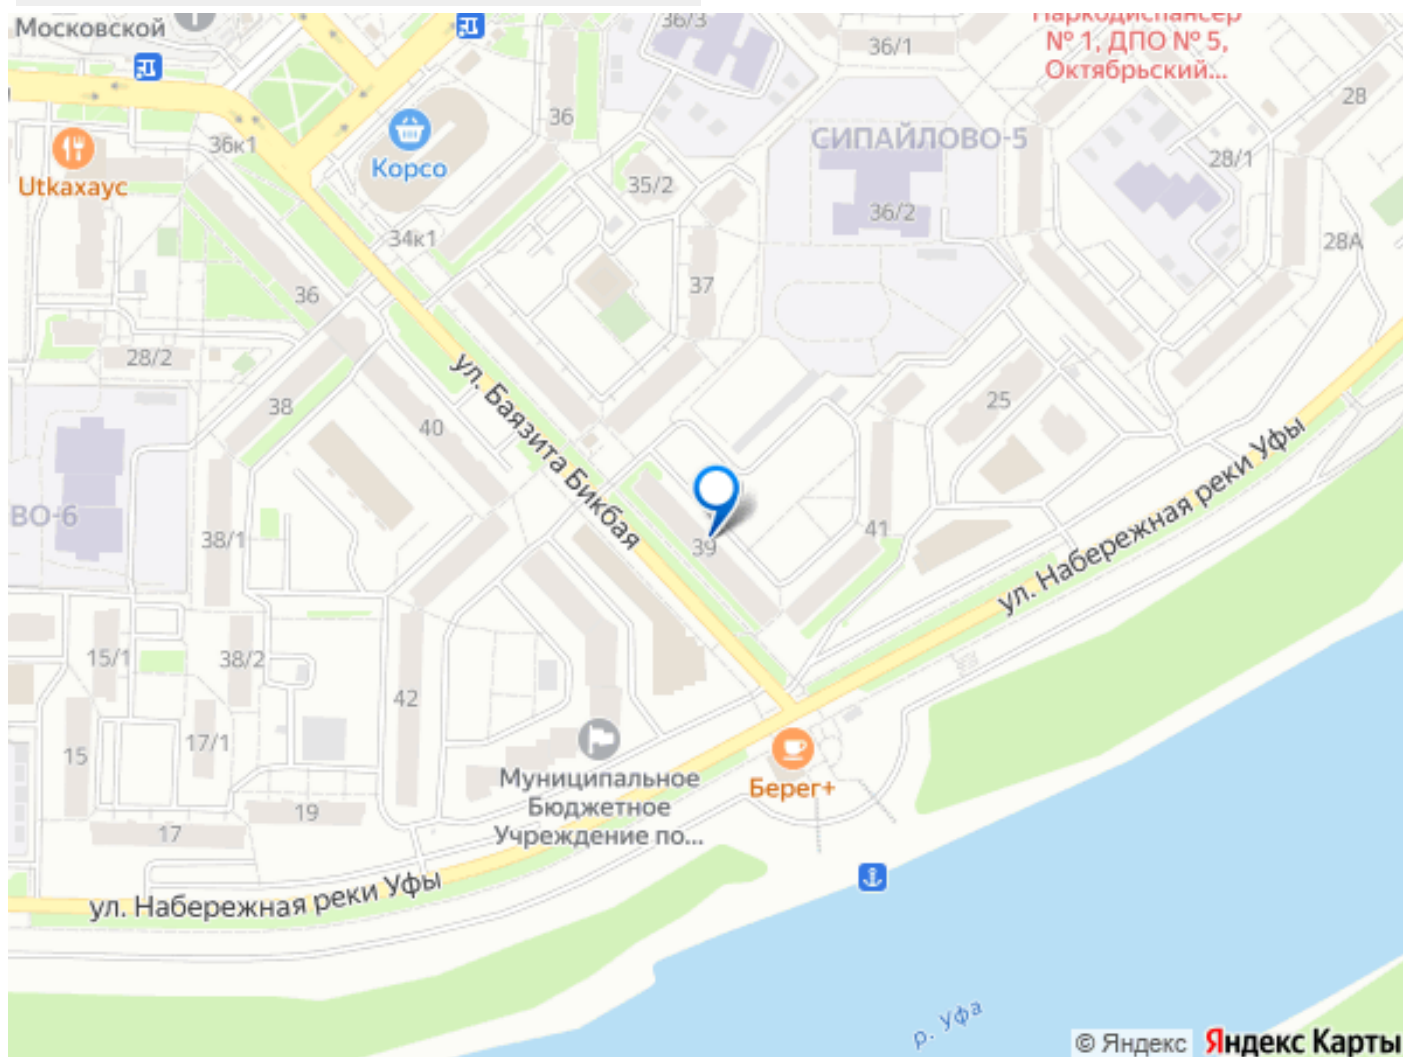 Московской
36/3
36/1
Наркодиспансер
№ 1, ДПО № 5,
Октябрьский...
28
36к1
Utkaхаус
Корсо
36
35/2
СИПАЙЛОВО-5
36/2
28/1
28А
34к1
37
36
28/2
38
40
ул. Баязита Бикбая
25
ул. Набережная реки Уфы
ВО-6
38/1
39
41
15/1
38/2
42
15
17/1
17
19
Муниципальное
Бюджетное
Учреждение по...
Берег+
ул. Набережная реки Уфы
р. Уфа
© Яндекс Яндекс Карты